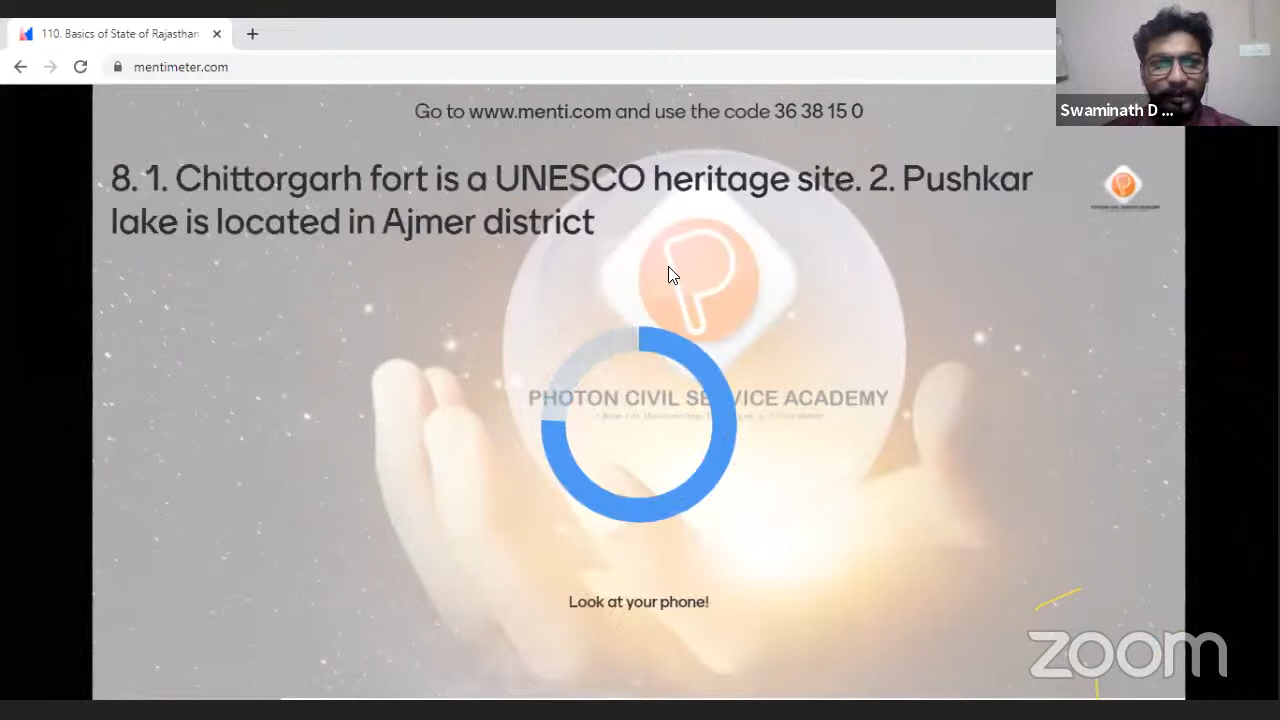 110. Basics of State of Rajasthan
mentimeter.com
Swaminath D ...
Go to www.menti.com and use the code 36 38 15 0
8. 1. Chittorgarh fort is a UNESCO heritage site. 2. Pushkar
lake is located in Ajmer district
PHOTON CIVIL SERVICE ACADEMY
Look at your phone!
zoom